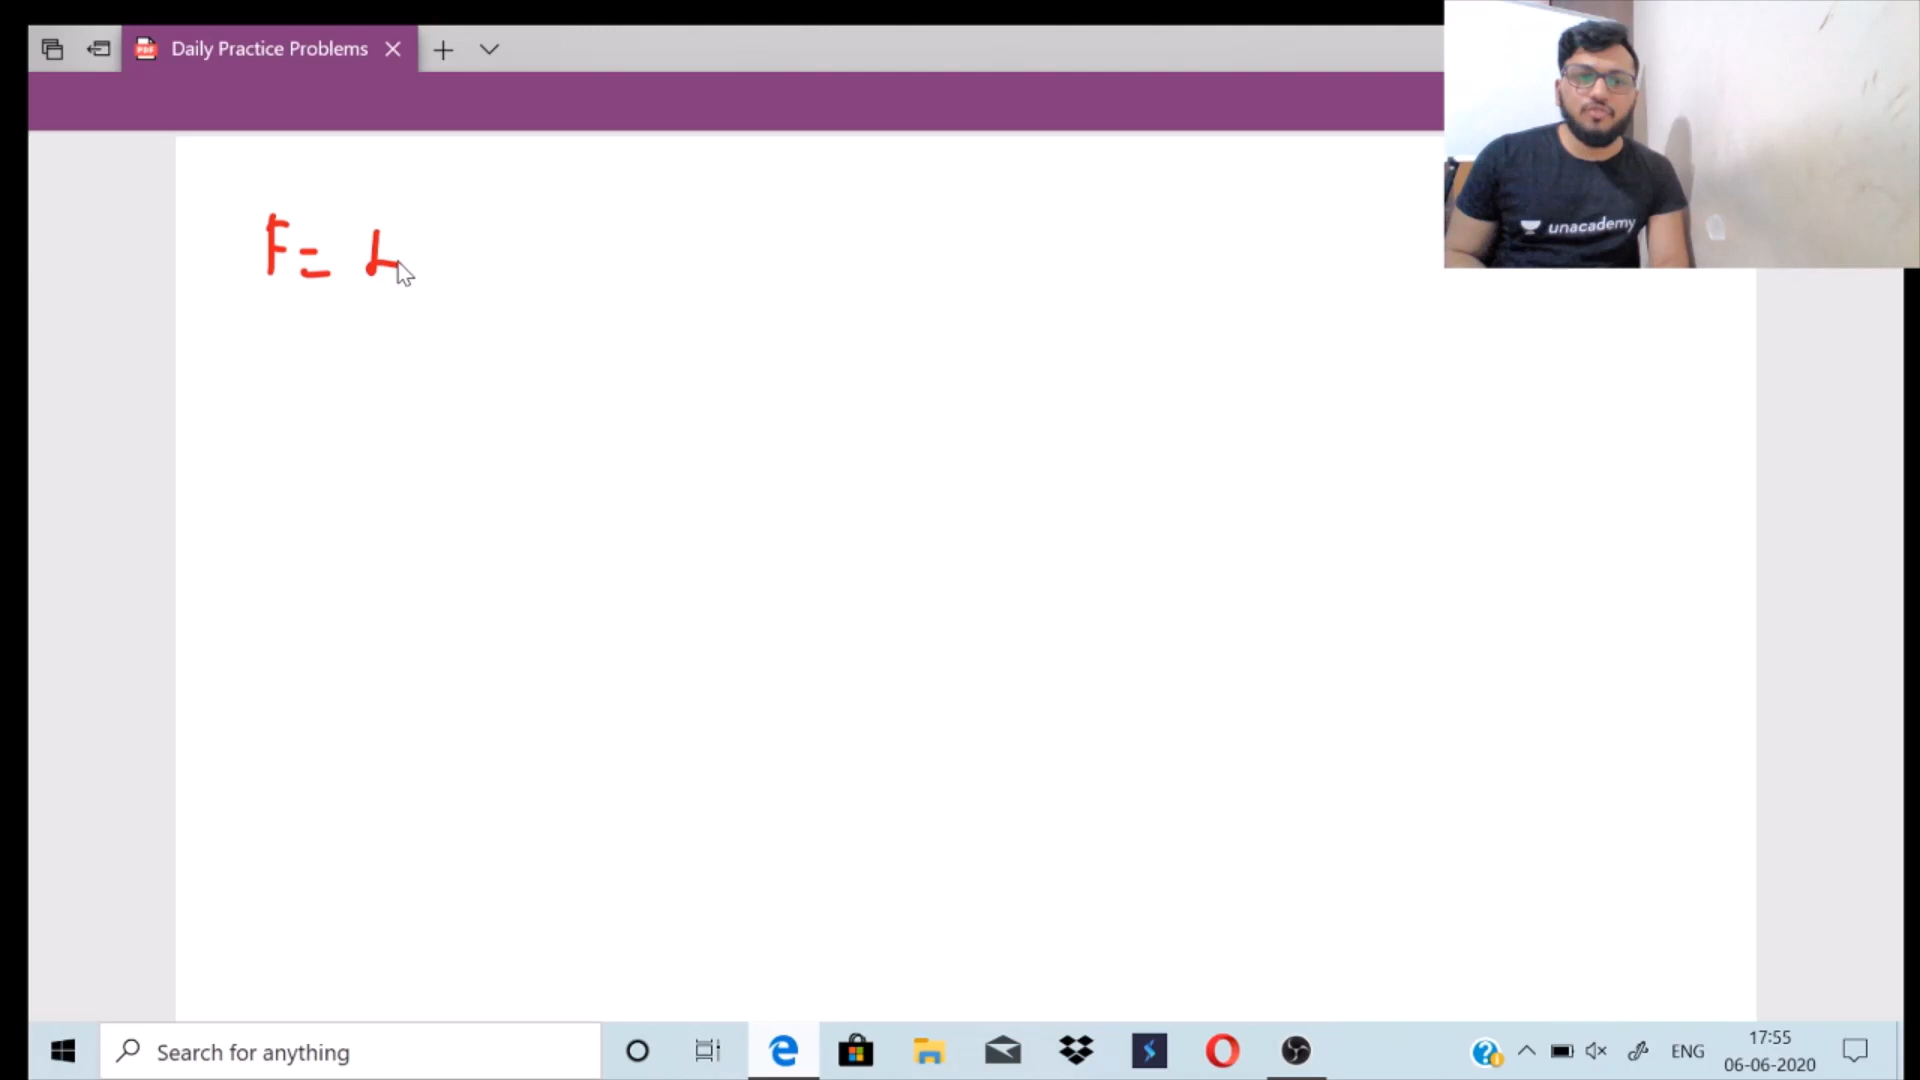 Daily Practice Problems
unacademy
F = L
Search for anything
ENG
17:55
06-06-2020